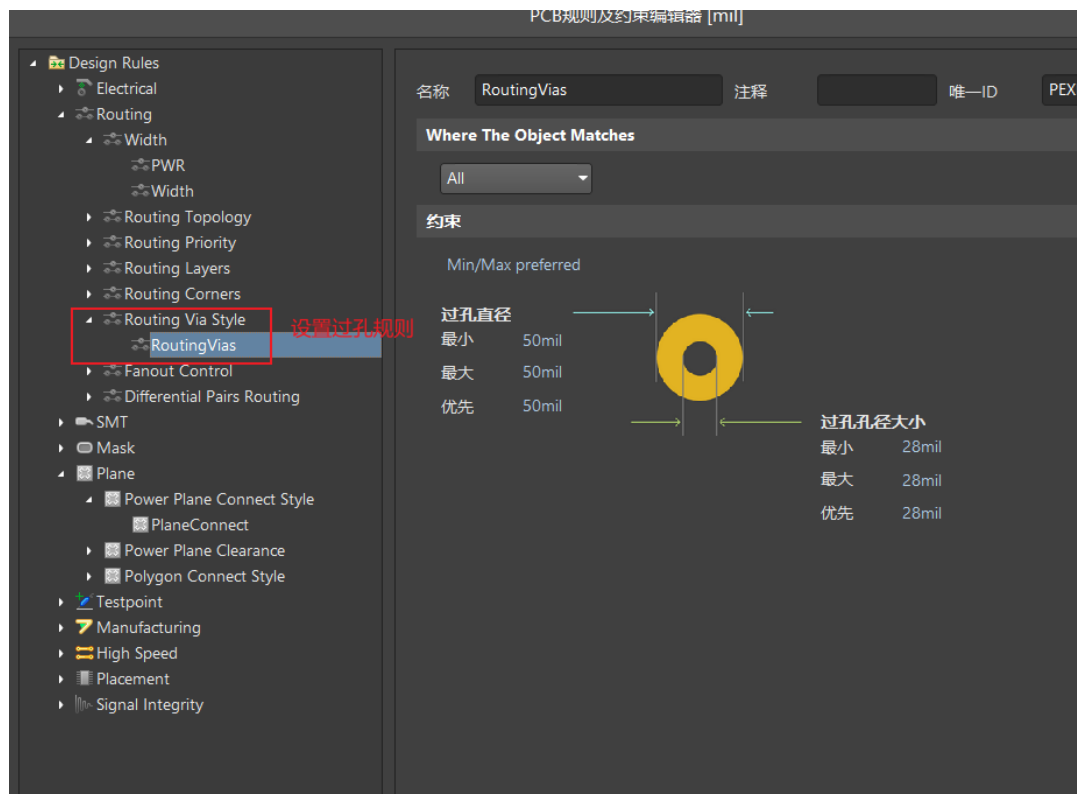 PCB规则及约束编辑器 [mil]
Design Rules
Electrical
Routing
Width
PWR
Width
Routing Topology
Routing Priority
Routing Layers
Routing Corners
Routing Via Style
RoutingVias
设置过孔规则
Fanout Control
Differential Pairs Routing
SMT
Mask
Plane
Power Plane Connect Style
PlaneConnect
Power Plane Clearance
Polygon Connect Style
Testpoint
Manufacturing
High Speed
Placement
Signal Integrity
名称 RoutingVias 注释 唯一ID PEX
Where The Object Matches
All
约束
Min/Max preferred
过孔直径
最小 50mil
最大 50mil
优先 50mil
过孔孔径大小
最小 28mil
最大 28mil
优先 28mil